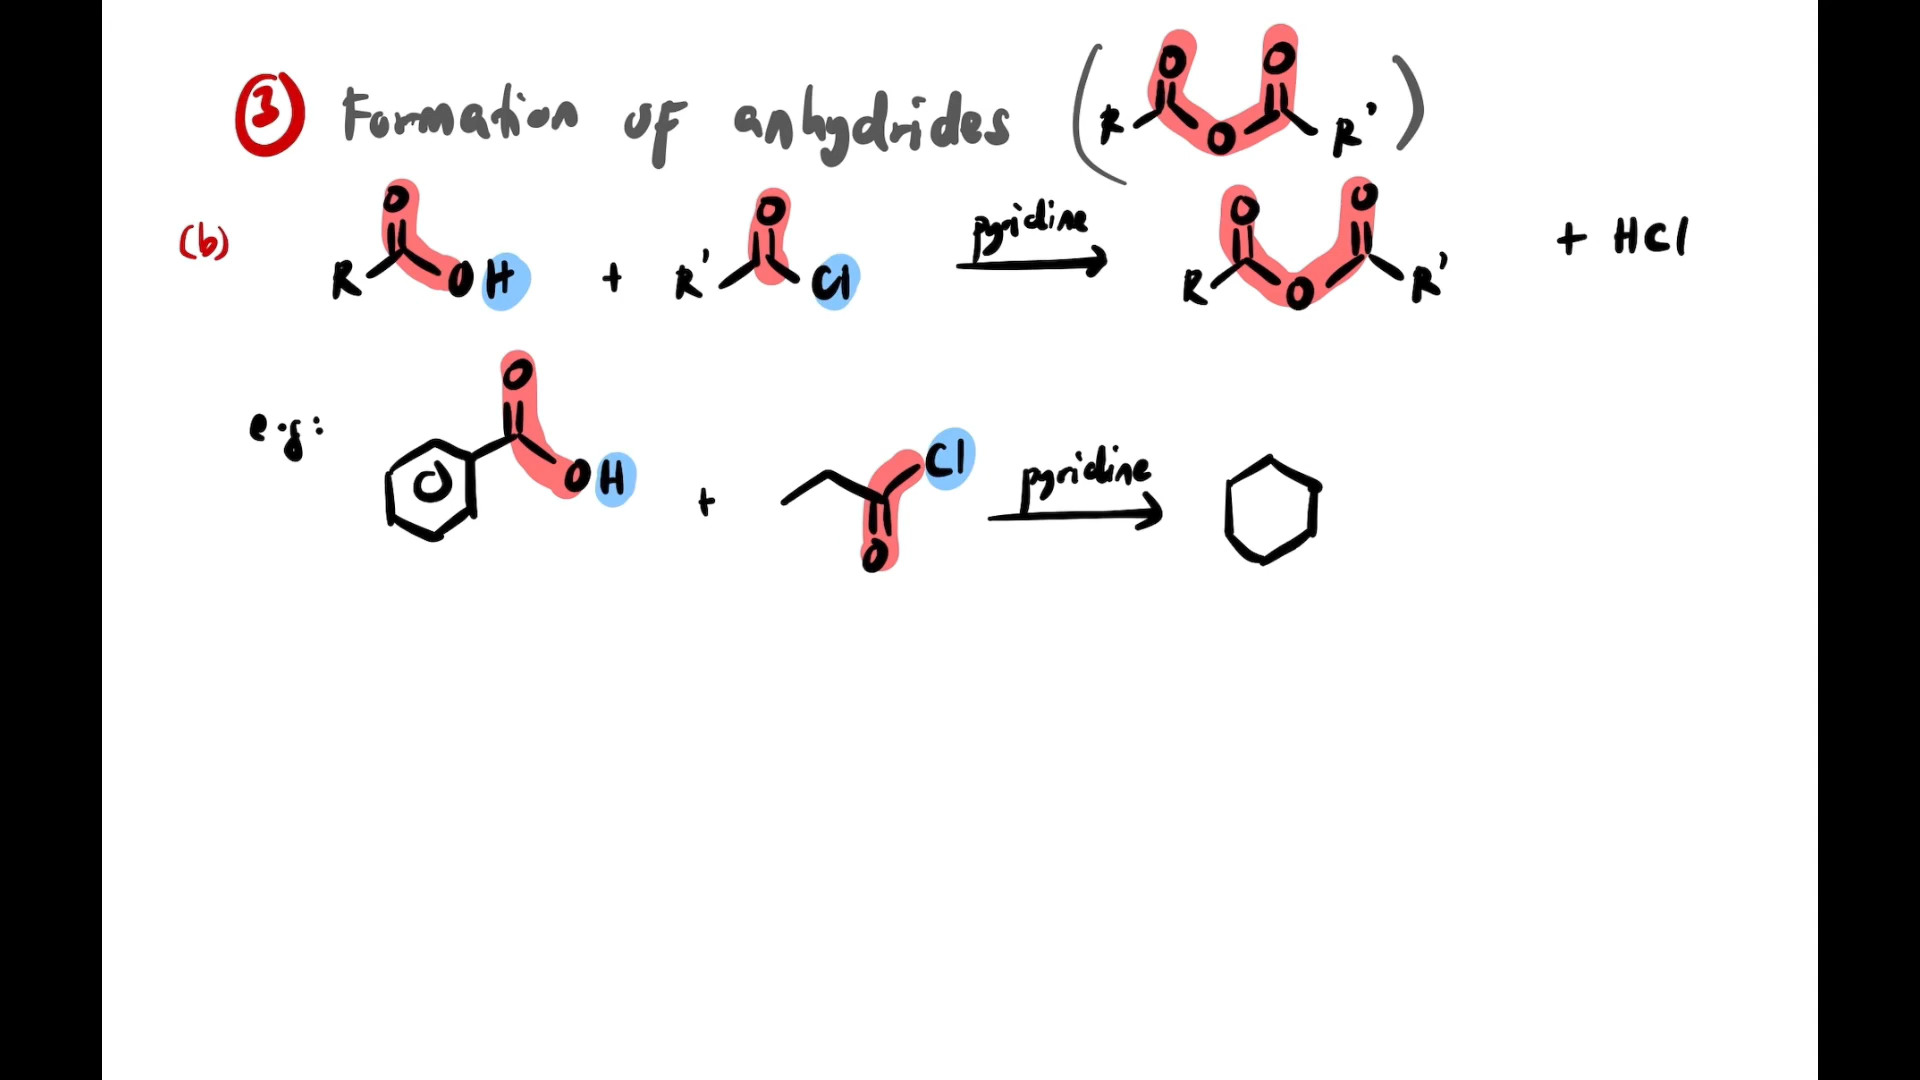 ③ Formation of anhydrides ( R O O O R' )
(b) R O OH + R' O Cl pyridine R O O O R' + HCl
e.g: O OH + Cl O pyridine